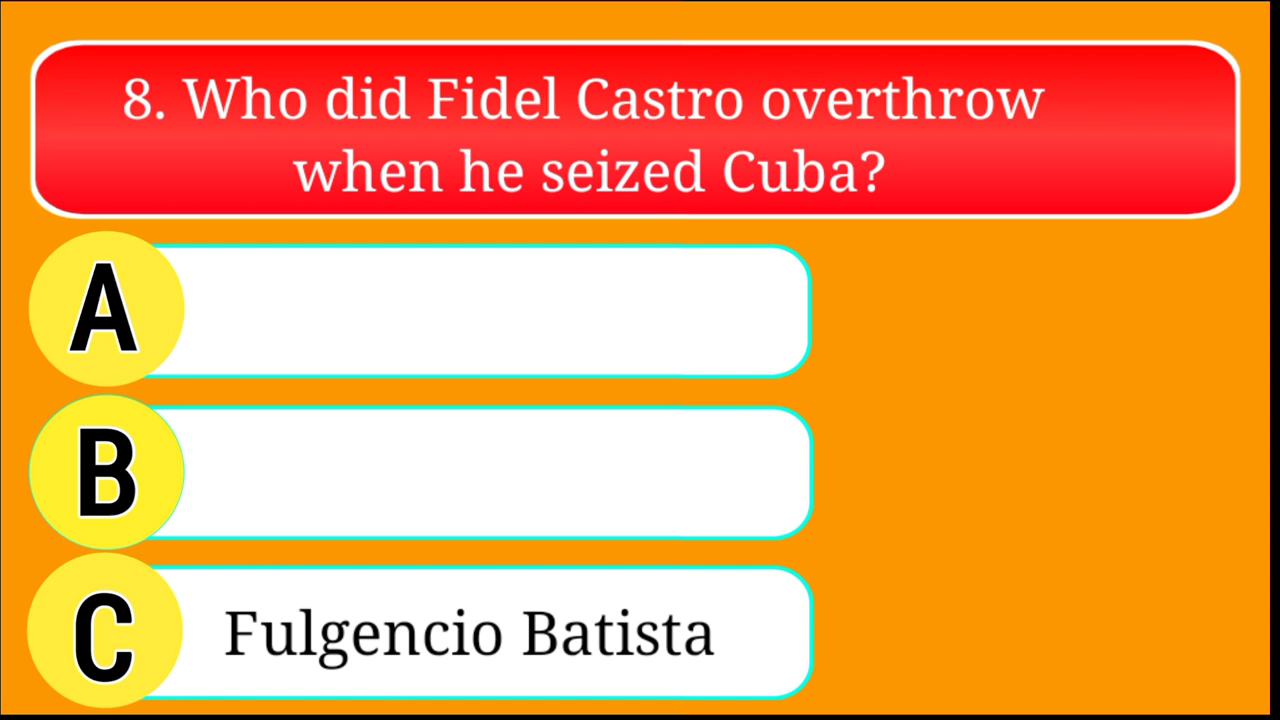 8. Who did Fidel Castro overthrow
when he seized Cuba?
A
B
C Fulgencio Batista